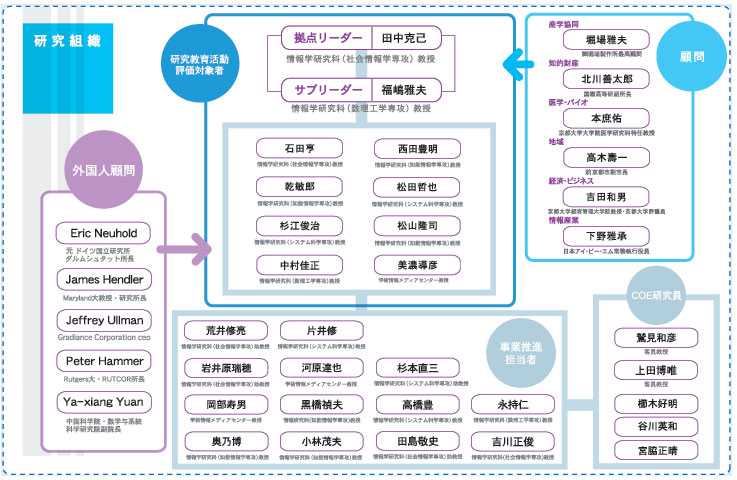 研究組織
研究教育活動
評価対象者
拠点リーダー 田中克己
情報学研究科(社会情報学専攻)教授
サブリーダー 福嶋雅夫
情報学研究科(数理工学専攻)教授
石田亨
情報学研究科(社会情報学専攻)教授
西田豊明
情報学研究科(知能情報学専攻)教授
乾敏郎
情報学研究科(知能情報学専攻)教授
松田哲也
情報学研究科(システム科学専攻)教授
杉江俊治
情報学研究科(システム科学専攻)教授
松山隆司
情報学研究科(知能情報学専攻)教授
中村佳正
情報学研究科(数理工学専攻)教授
美濃導彦
学術情報メディアセンター教授
顧問
産学協同
堀場雅夫
㈱堀場製作所最高顧問
知的財産
北川善太郎
国際高等研副所長
医学・バイオ
本庶佑
京都大学大学院医学研究科特任教授
地域
高木壽一
前京都市副市長
経済・ビジネス
吉田和男
京都大学経営管理大学院教授・京都大学評議員
情報産業
下野雅承
日本アイ・ビー・エム常務執行役員
外国人顧問
Eric Neuhold
元 ドイツ国立研究所
ダルムシュタット所長
James Hendler
Maryland大教授・研究所長
Jeffrey Ullman
Gradiance Corporation ceo
Peter Hammer
Rutgers大・RUTCOR所長
Ya-xiang Yuan
中国科学院・数学与系統
科学研究院副院長
事業推進
担当者
荒井修亮
情報学研究科(社会情報学専攻)助教授
片井修
情報学研究科(システム科学専攻)教授
岩井原瑞穂
情報学研究科(社会情報学専攻)助教授
河原達也
学術情報メディアセンター教授
杉本直三
情報学研究科(システム科学専攻)助教授
岡部寿男
学術情報メディアセンター教授
黒橋禎夫
情報学研究科(知能情報学専攻)教授
高橋豊
情報学研究科(システム科学専攻)教授
永持仁
情報学研究科(数理工学専攻)教授
奥乃博
情報学研究科(知能情報学専攻)教授
小林茂夫
情報学研究科(知能情報学専攻)教授
田島敬史
情報学研究科(社会情報学専攻)助教授
吉川正俊
情報学研究科(社会情報学専攻)教授
COE研究員
鷲見和彦
客員教授
上田博唯
客員教授
櫛木好明
谷川英和
宮脇正晴